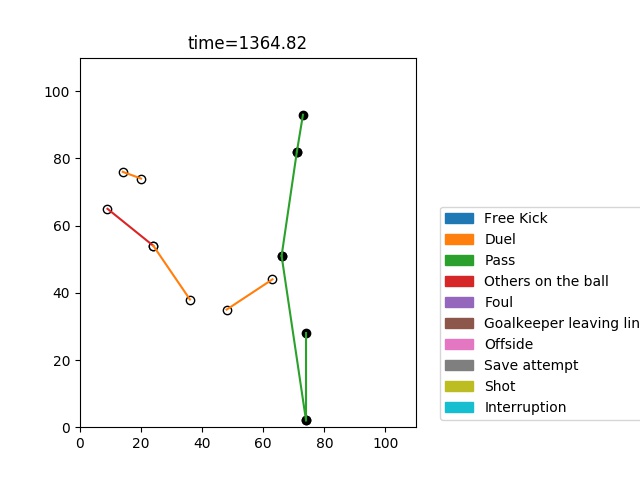 time=1364.82
100
80
60
40
20
0
0 20 40 60 80 100
Free Kick
Duel
Pass
Others on the ball
Foul
Goalkeeper leaving lin
Offside
Save attempt
Shot
Interruption